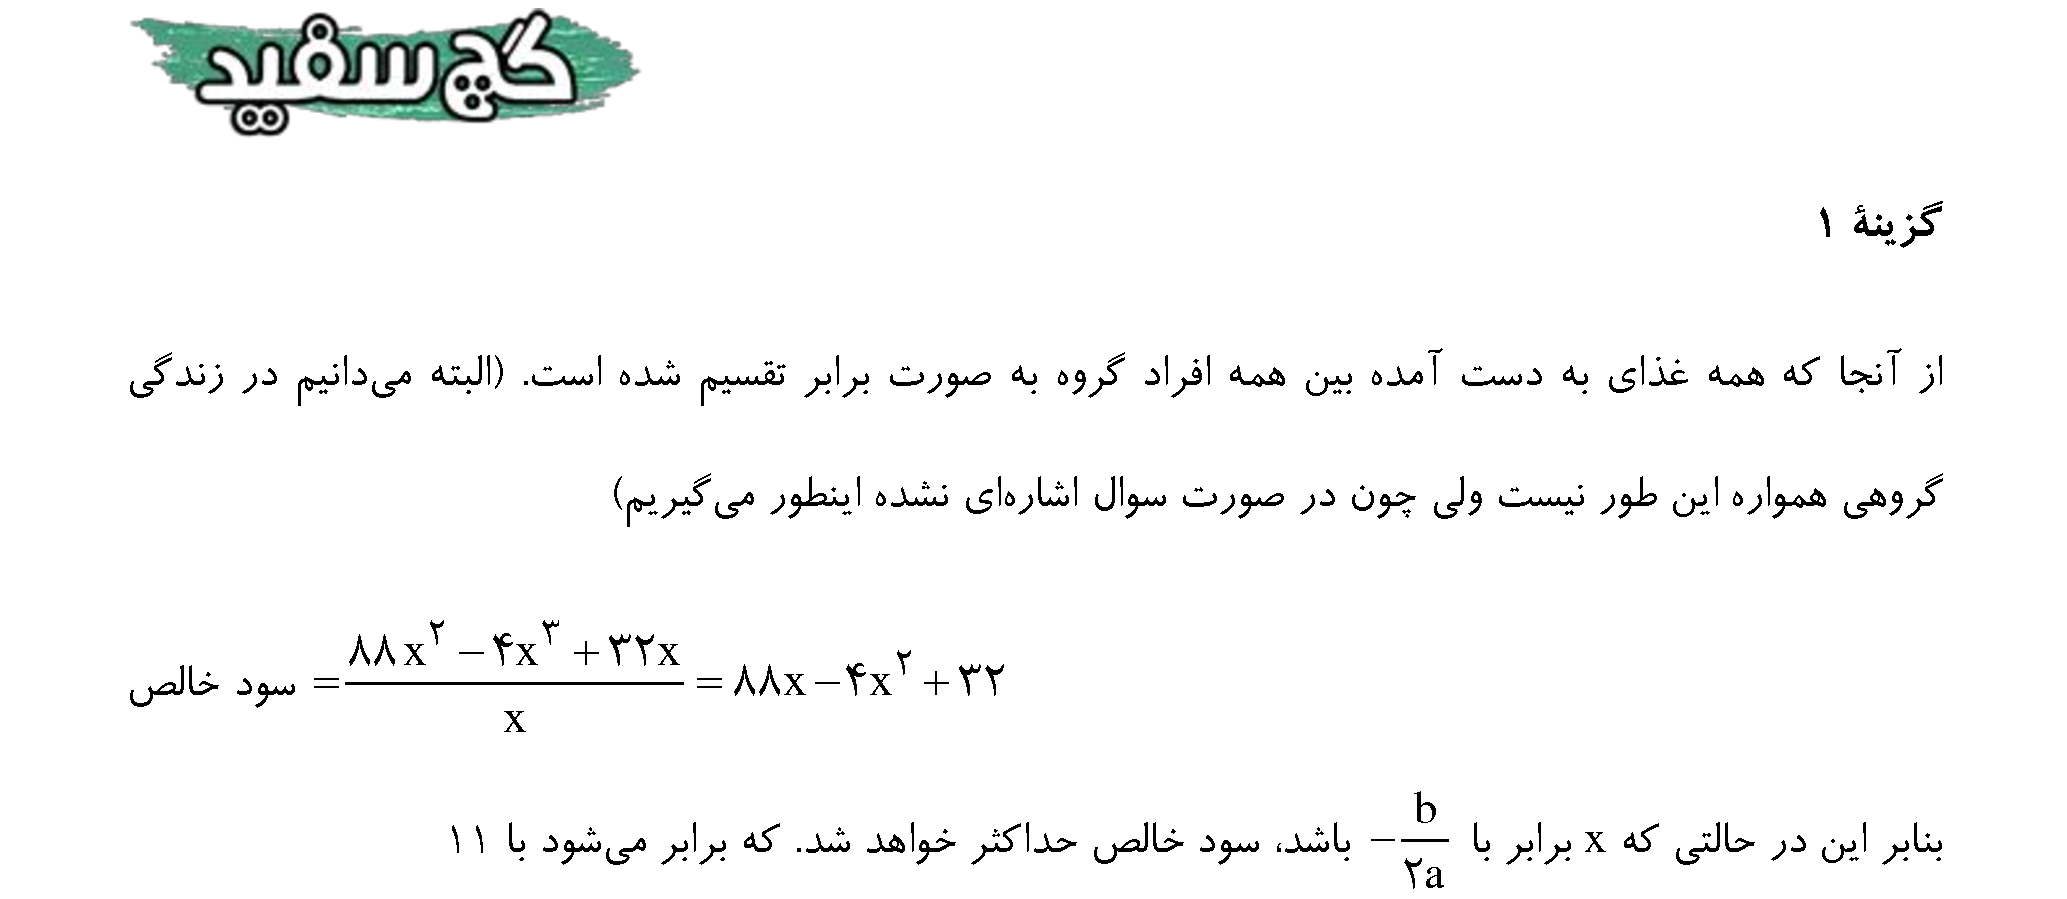 گچ سفید
گزینۀ ۱
از آنجا که همه غذای به دست آمده بین همه افراد گروه به صورت برابر تقسیم شده است. (البته می‌دانیم در زندگی
گروهی همواره این طور نیست ولی چون در صورت سوال اشاره‌ای نشده اینطور می‌گیریم)
سود خالص = (۸۸x^۲ − ۴x^۳ + ۳۲x)/x = ۸۸x − ۴x^۲ + ۳۲
بنابر این در حالتی که x برابر با −b/۲a باشد، سود خالص حداکثر خواهد شد. که برابر می‌شود با ۱۱